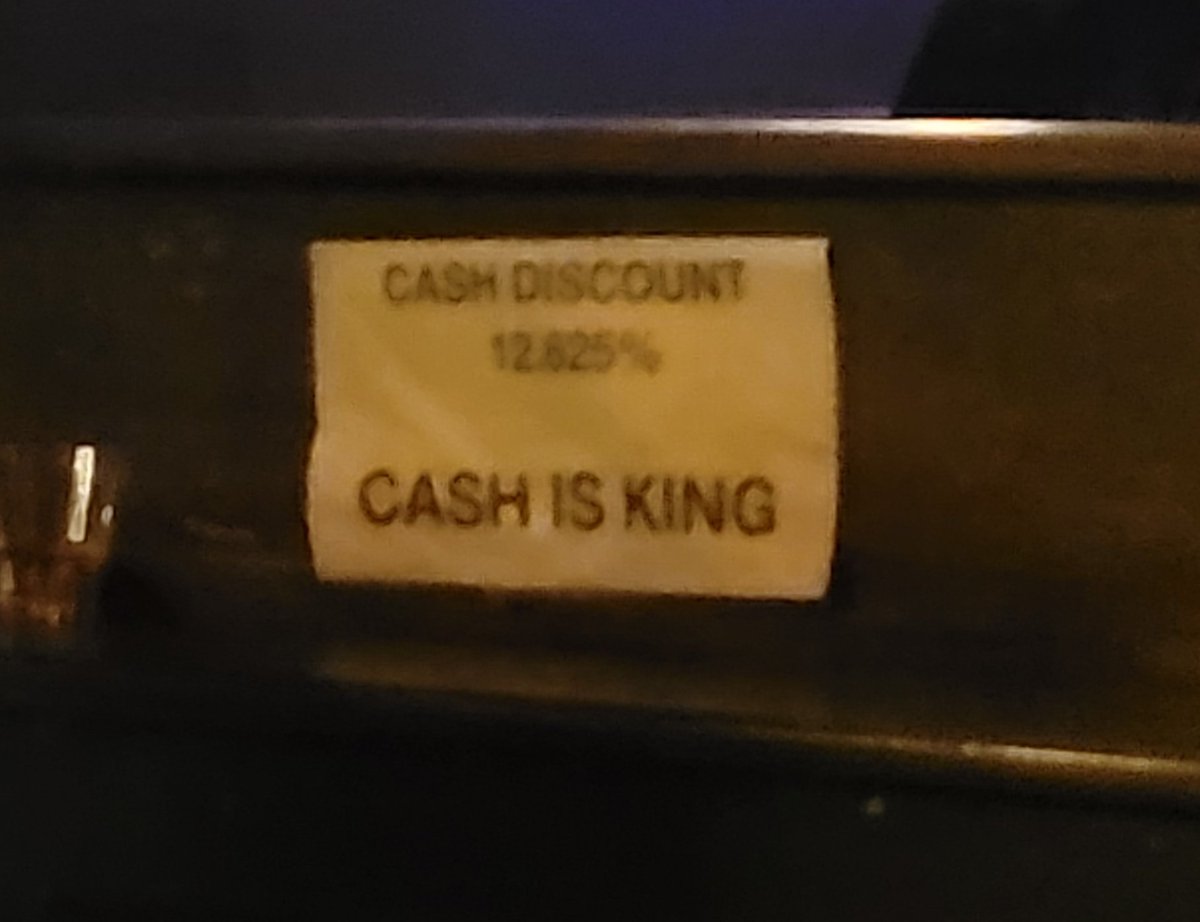 CASH DISCOUNT
12.625%
CASH IS KING